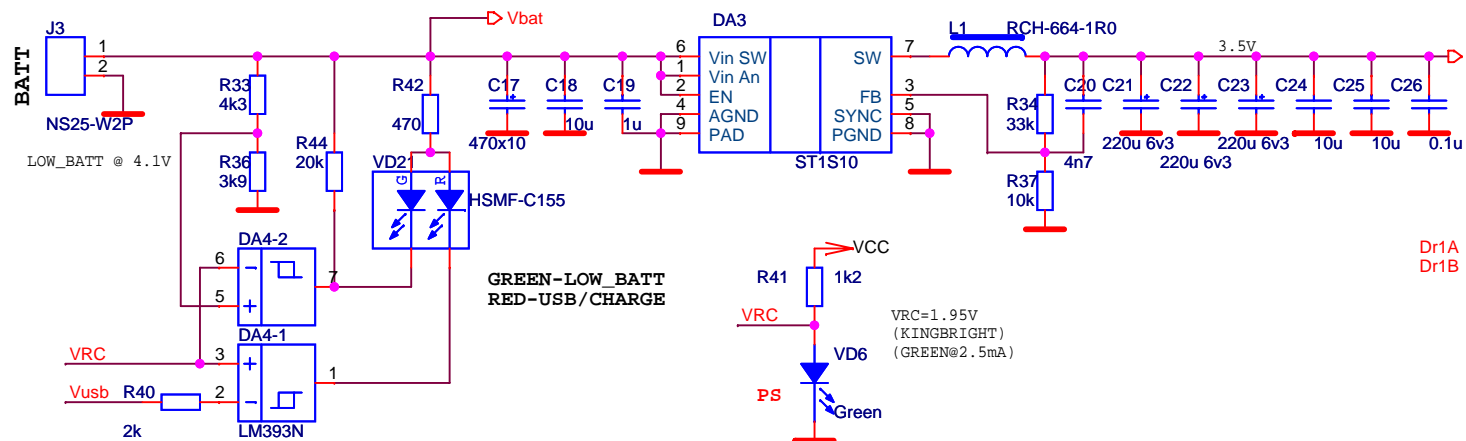 J3
BATT
1
2
NS25-W2P
LOW_BATT @ 4.1V
R33
4k3
R36
3k9
R44
20k
R42
470
Vbat
C17
470x10
C18
10u
C19
1u
VD21
G
R
HSMF-C155
DA3
6
1
2
4
9
Vin SW
Vin An
EN
AGND
PAD
SW
FB
SYNC
PGND
7
3
5
8
ST1S10
L1
RCH-664-1R0
3.5V
R34
33k
R37
10k
C20
4n7
C21
220u 6v3
C22
220u 6v3
C23
220u 6v3
C24
10u
C25
10u
C26
0.1u
Dr1A
Dr1B
DA4-2
6
5
7
-
+
GREEN-LOW_BATT
RED-USB/CHARGE
DA4-1
VRC
3
+
1
Vusb
R40
2k
2
-
LM393N
VCC
R41
1k2
VRC
VRC=1.95V
(KINGBRIGHT)
(GREEN@2.5mA)
VD6
PS
Green